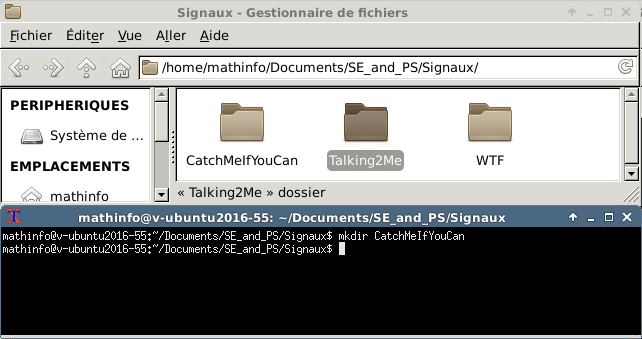 Signaux - Gestionnaire de fichiers
Fichier Éditer Vue Aller Aide
/home/mathinfo/Documents/SE_and_PS/Signaux/
PERIPHERIQUES
Système de ...
EMPLACEMENTS
mathinfo
CatchMeIfYouCan Talking2Me WTF
« Talking2Me » dossier
mathinfo@v-ubuntu2016-55: ~/Documents/SE_and_PS/Signaux
mathinfo@v-ubuntu2016-55:~/Documents/SE_and_PS/Signaux$ mkdir CatchMeIfYouCan
mathinfo@v-ubuntu2016-55:~/Documents/SE_and_PS/Signaux$